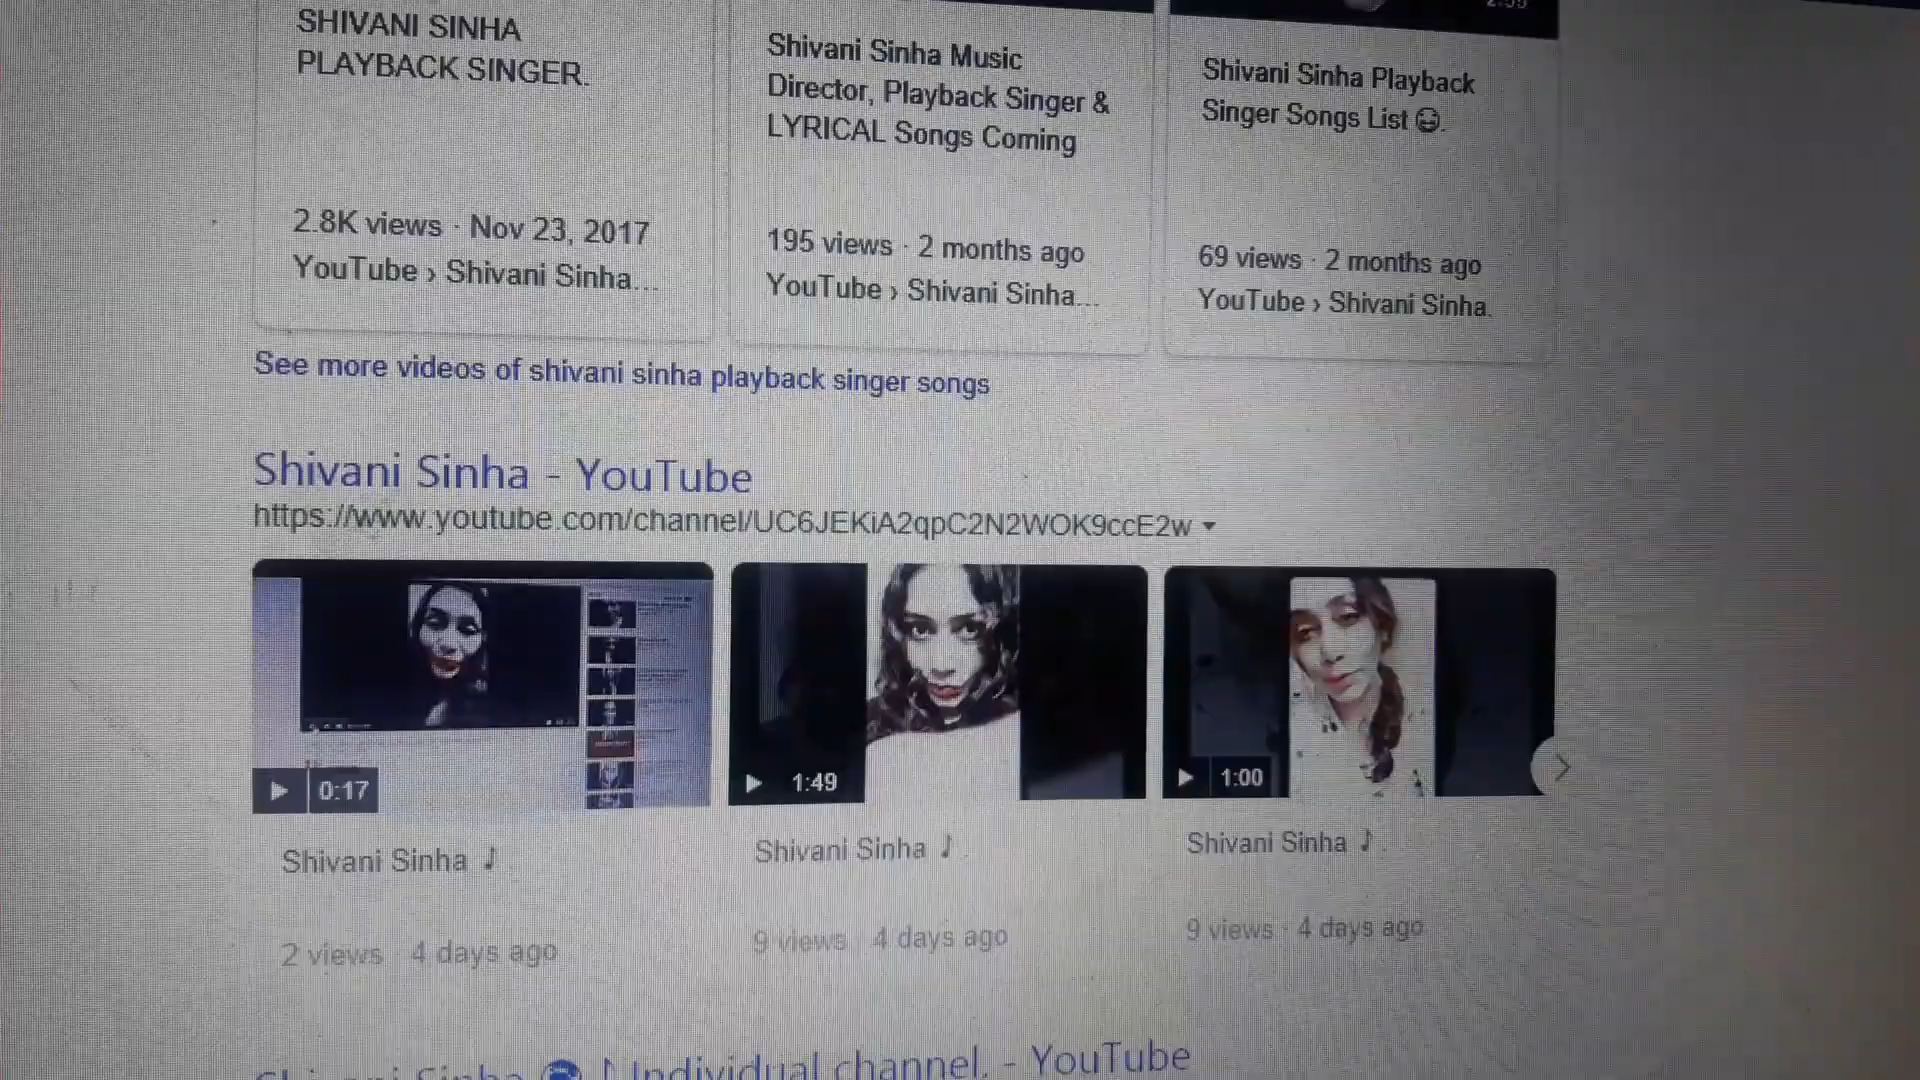 2:55
SHIVANI SINHA
PLAYBACK SINGER.
2.8K views · Nov 23, 2017
YouTube › Shivani Sinha...
Shivani Sinha Music
Director, Playback Singer &
LYRICAL Songs Coming
195 views · 2 months ago
YouTube › Shivani Sinha...
Shivani Sinha Playback
Singer Songs List 😂.
69 views · 2 months ago
YouTube › Shivani Sinha.
See more videos of shivani sinha playback singer songs
Shivani Sinha - YouTube
https://www.youtube.com/channel/UC6JEKiA2qpC2N2WOK9ccE2w
0:17
1:49
1:00
Shivani Sinha ♪
2 views · 4 days ago
Shivani Sinha ♪ .
9 views · 4 days ago
Shivani Sinha ♪ .
9 views · 4 days ago
Shivani Sinha ♪ Individual channel. - YouTube